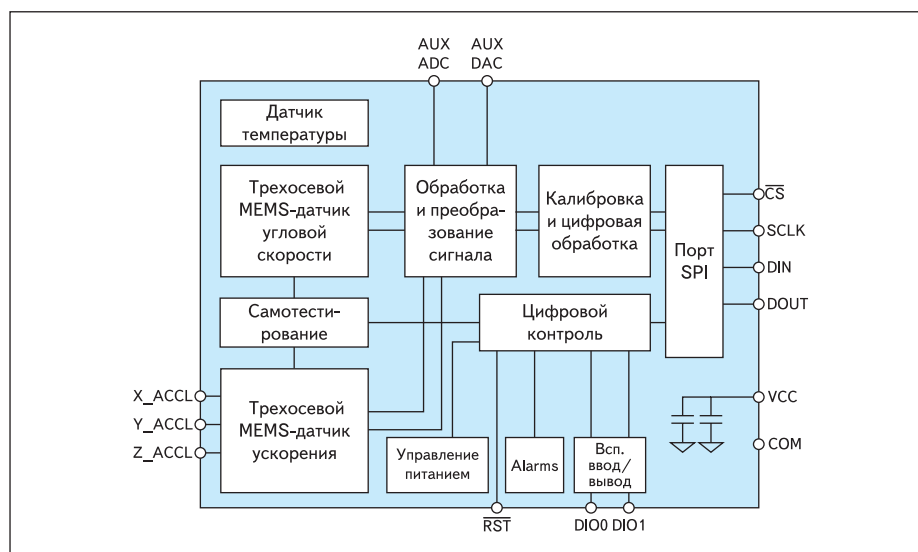 AUX
ADC
AUX
DAC
Датчик
температуры
Трехосевой
MEMS-датчик
угловой
скорости
Обработка
и преобра-
зование
сигнала
Калибровка
и цифровая
обработка
Порт
SPI
CS
SCLK
DIN
DOUT
Самотести-
рование
Цифровой
контроль
X_ACCL
Y_ACCL
Z_ACCL
Трехосевой
MEMS-датчик
ускорения
Управление
питанием
Alarms
Всп.
ввод/
вывод
VCC
COM
RST
DIO0 DIO1